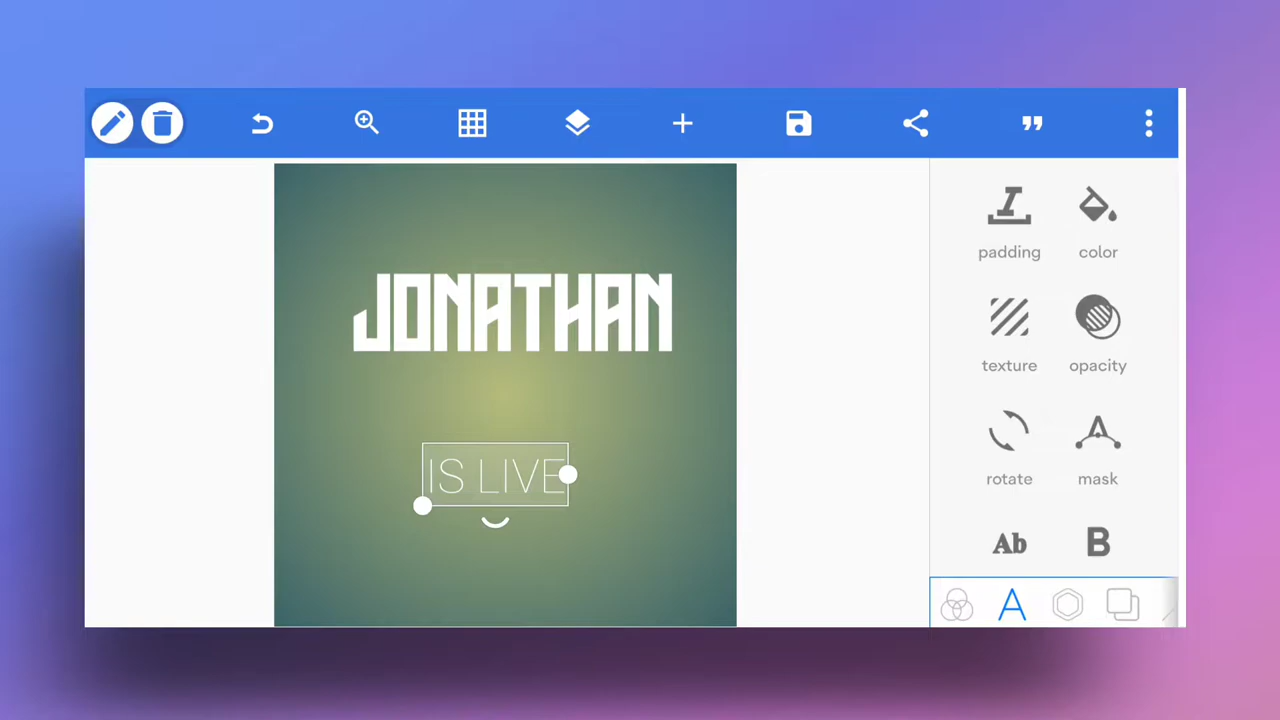 JONATHAN
IS LIVE
padding
color
texture
opacity
rotate
mask
Ab
B
A